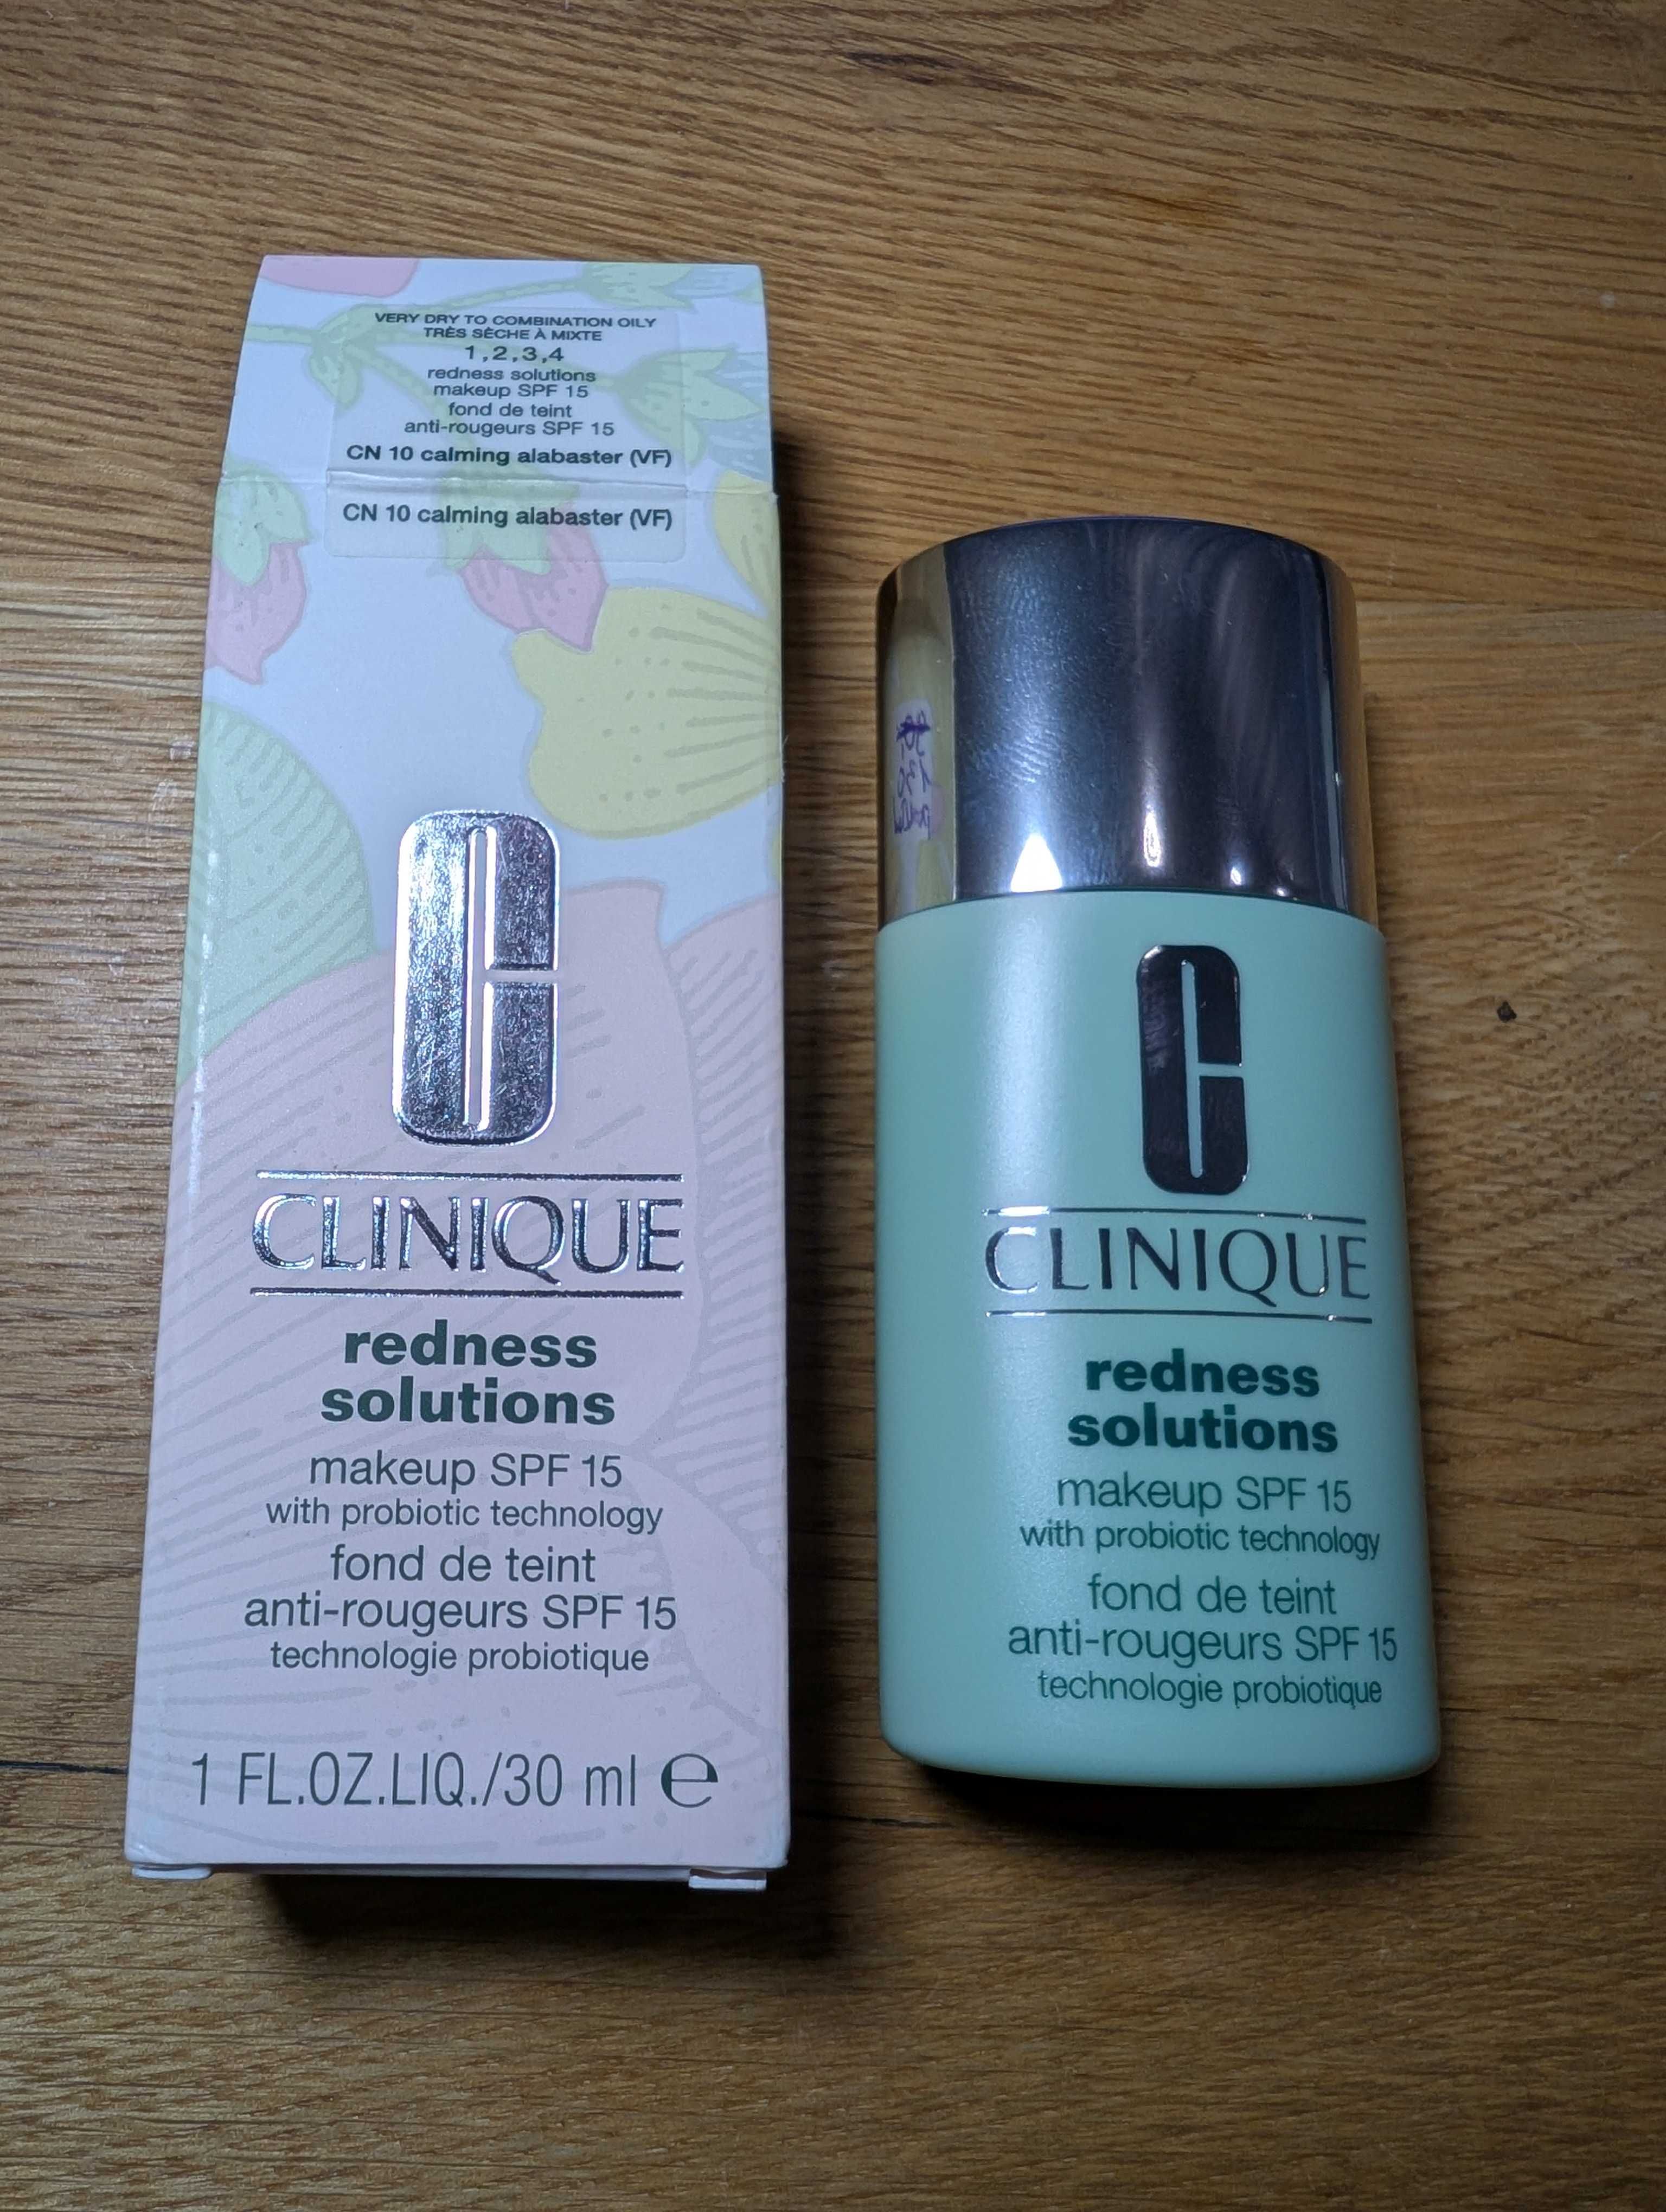 VERY DRY TO COMBINATION OILY
TRÈS SÈCHE À MIXTE
1,2,3,4
redness solutions
makeup SPF 15
fond de teint
anti-rougeurs SPF 15
CN 10 calming alabaster (VF)
CN 10 calming alabaster (VF)
C
CLINIQUE
redness
solutions
makeup SPF 15
with probiotic technology
fond de teint
anti-rougeurs SPF 15
technologie probiotique
1 FL.OZ.LIQ./30 ml ℮
C
CLINIQUE
redness
solutions
makeup SPF 15
with probiotic technology
fond de teint
anti-rougeurs SPF 15
technologie probiotique